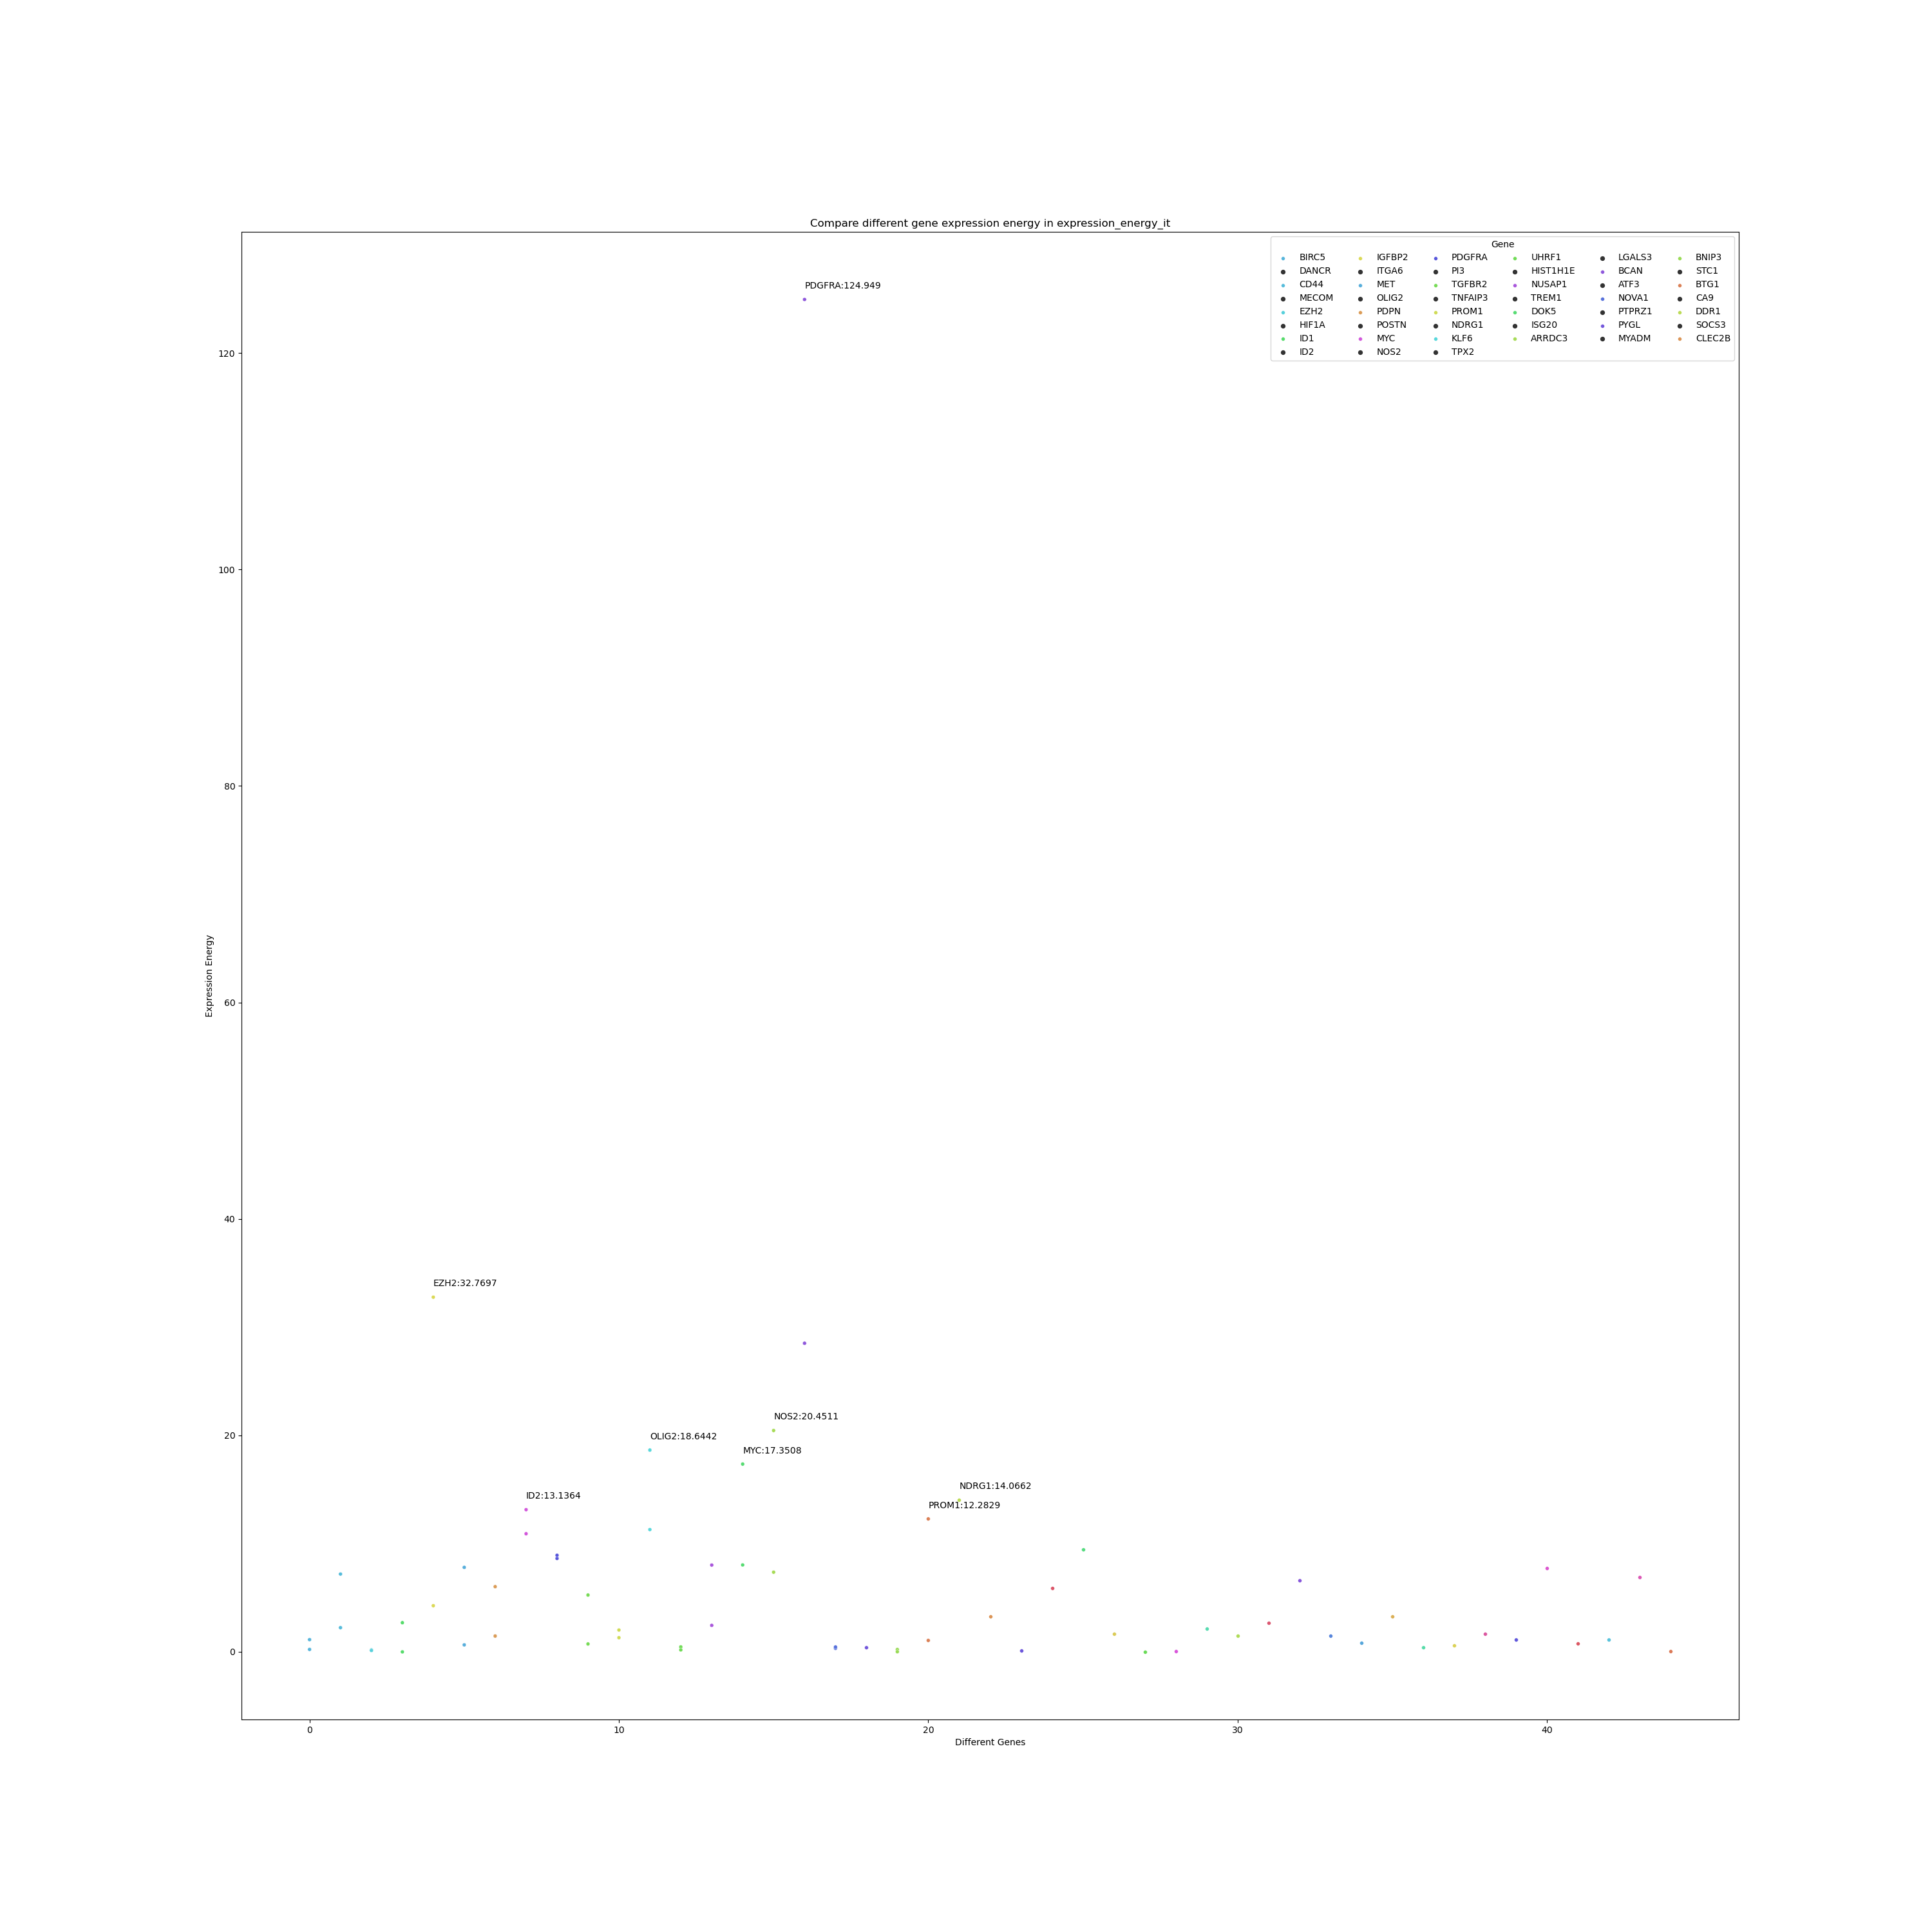 Compare different gene expression energy in expression_energy_it
Gene
BIRC5 IGFBP2 PDGFRA UHRF1 LGALS3 BNIP3
DANCR ITGA6 PI3 HIST1H1E BCAN STC1
CD44 MET TGFBR2 NUSAP1 ATF3 BTG1
MECOM OLIG2 TNFAIP3 TREM1 NOVA1 CA9
EZH2 PDPN PROM1 DOK5 PTPRZ1 DDR1
HIF1A POSTN NDRG1 ISG20 PYGL SOCS3
ID1 MYC KLF6 ARRDC3 MYADM CLEC2B
ID2 NOS2 TPX2
PDGFRA:124.949
EZH2:32.7697
NOS2:20.4511
OLIG2:18.6442
MYC:17.3508
NDRG1:14.0662
ID2:13.1364
PROM1:12.2829
Expression Energy
120
100
80
60
40
20
0
0 10 20 30 40
Different Genes